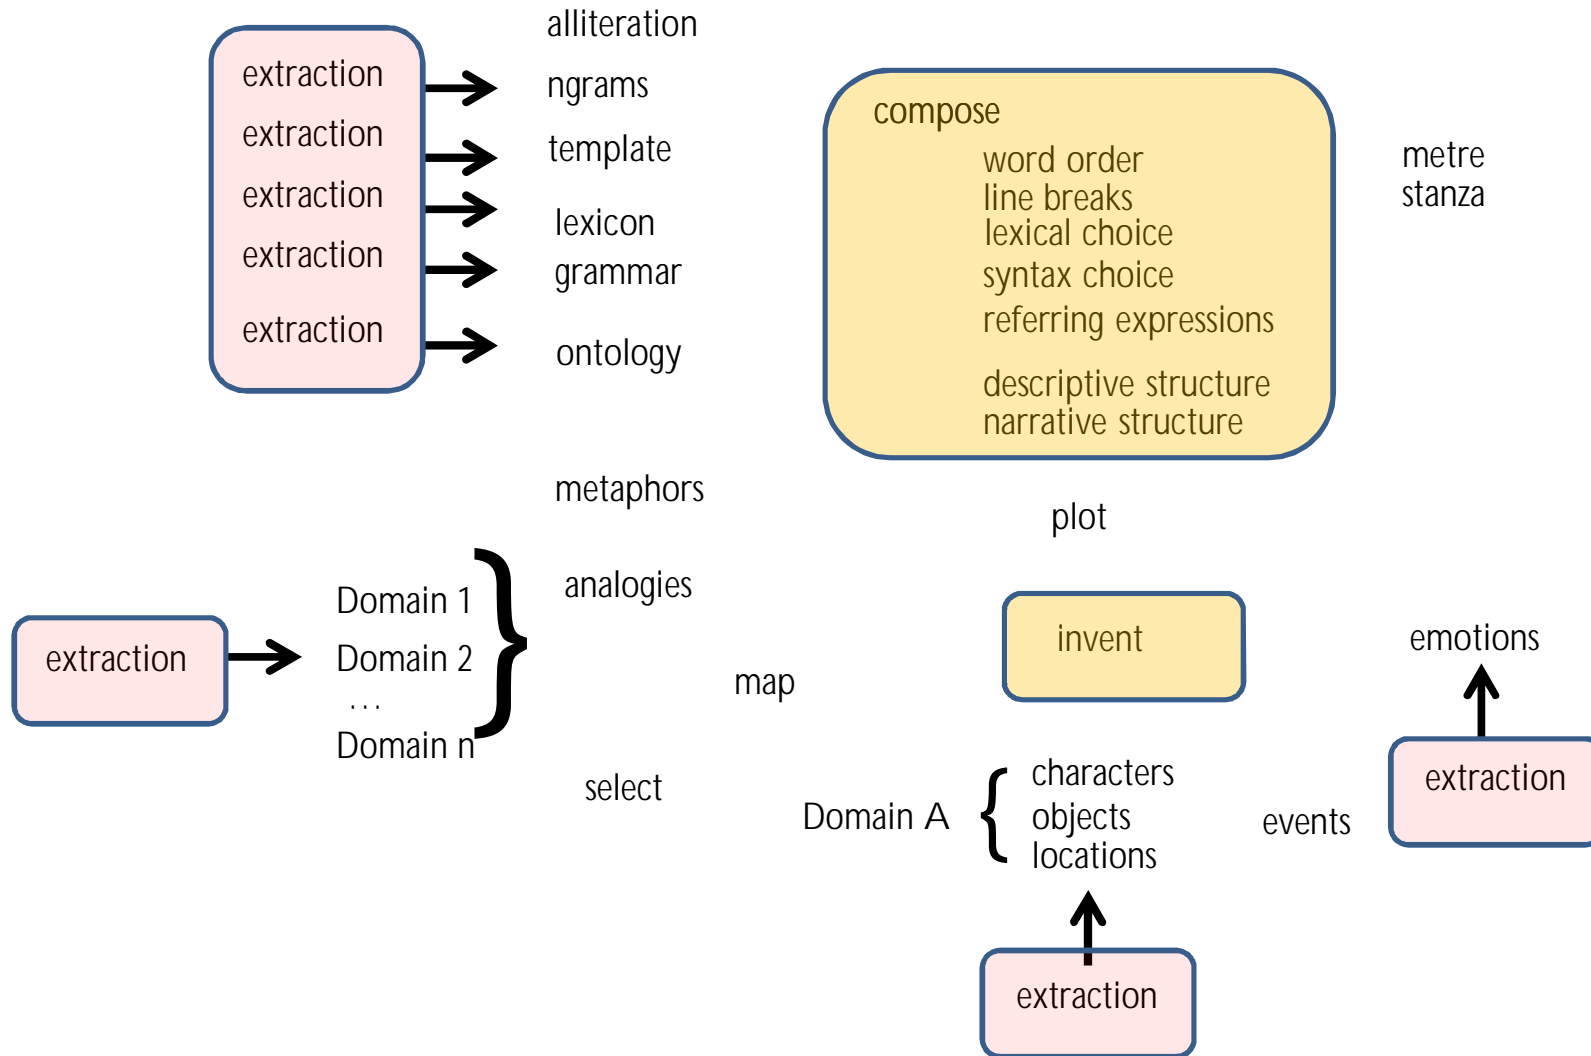 alliteration
extraction
ngrams
extraction
template
extraction
lexicon
extraction
grammar
extraction
ontology
compose
word order
line breaks
lexical choice
syntax choice
referring expressions
descriptive structure
narrative structure
metre
stanza
metaphors
plot
analogies
extraction
Domain 1
Domain 2
...
Domain n
}
map
select
invent
emotions
extraction
Domain A
{
characters
objects
locations
events
extraction